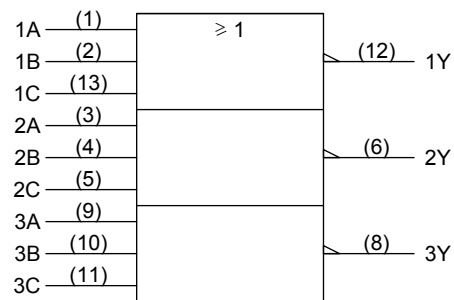 1A (1) ≥ 1
1B (2) (12) 1Y
1C (13)
2A (3)
2B (4) (6) 2Y
2C (5)
3A (9)
3B (10) (8) 3Y
3C (11)